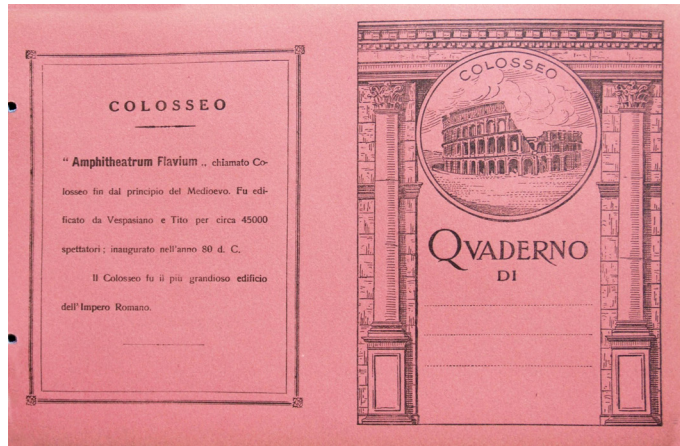 COLOSSEO
" Amphitheatrum Flavium „ chiamato Co-
losseo fin dal principio del Medioevo. Fu edi-
ficato da Vespasiano e Tito per circa 45000
spettatori ; inaugurato nell'anno 80 d. C.
Il Colosseo fu il più grandioso edificio
dell'Impero Romano.
COLOSSEO
QVADERNO
DI